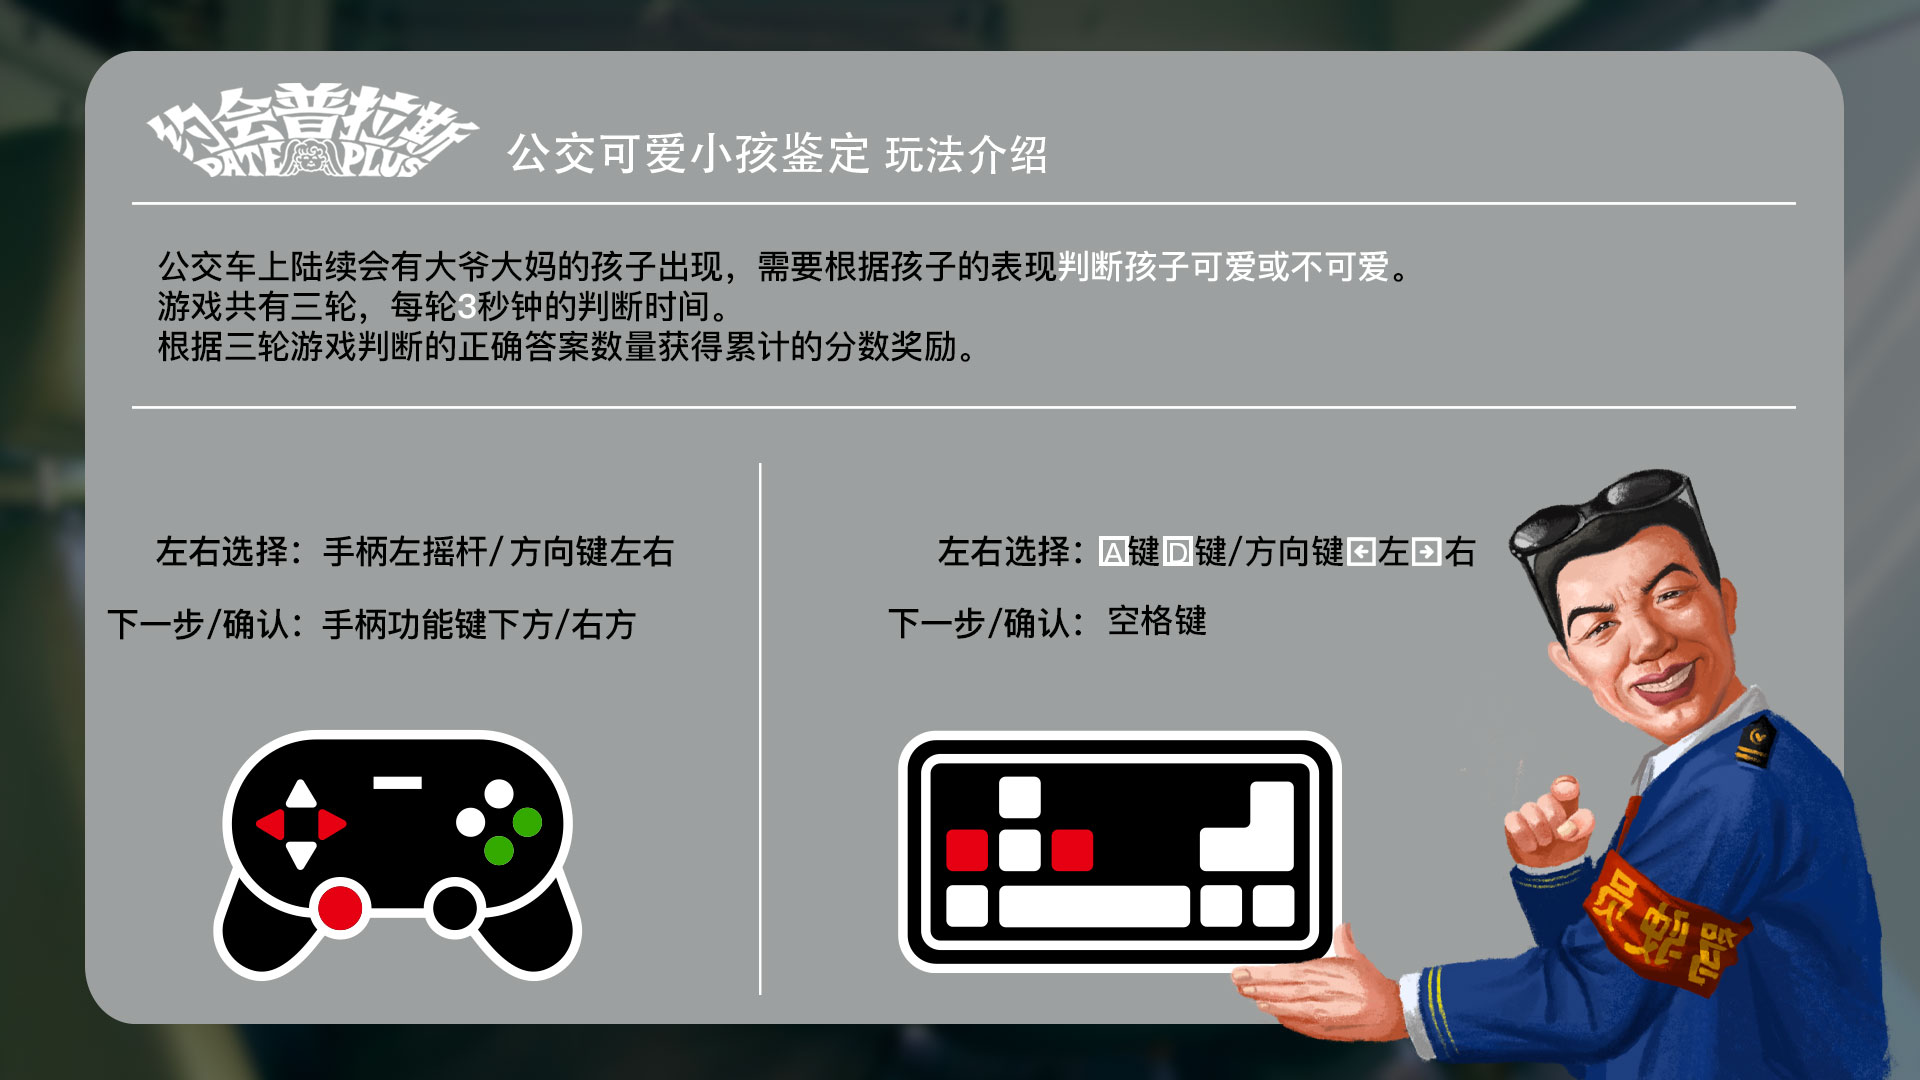 约会普拉斯
DATE PLUS
公交可爱小孩鉴定 玩法介绍
公交车上陆续会有大爷大妈的孩子出现，需要根据孩子的表现判断孩子可爱或不可爱。
游戏共有三轮，每轮3秒钟的判断时间。
根据三轮游戏判断的正确答案数量获得累计的分数奖励。
左右选择：手柄左摇杆/方向键左右
下一步/确认：手柄功能键下方/右方
左右选择：A键D键/方向键←左→右
下一步/确认：空格键